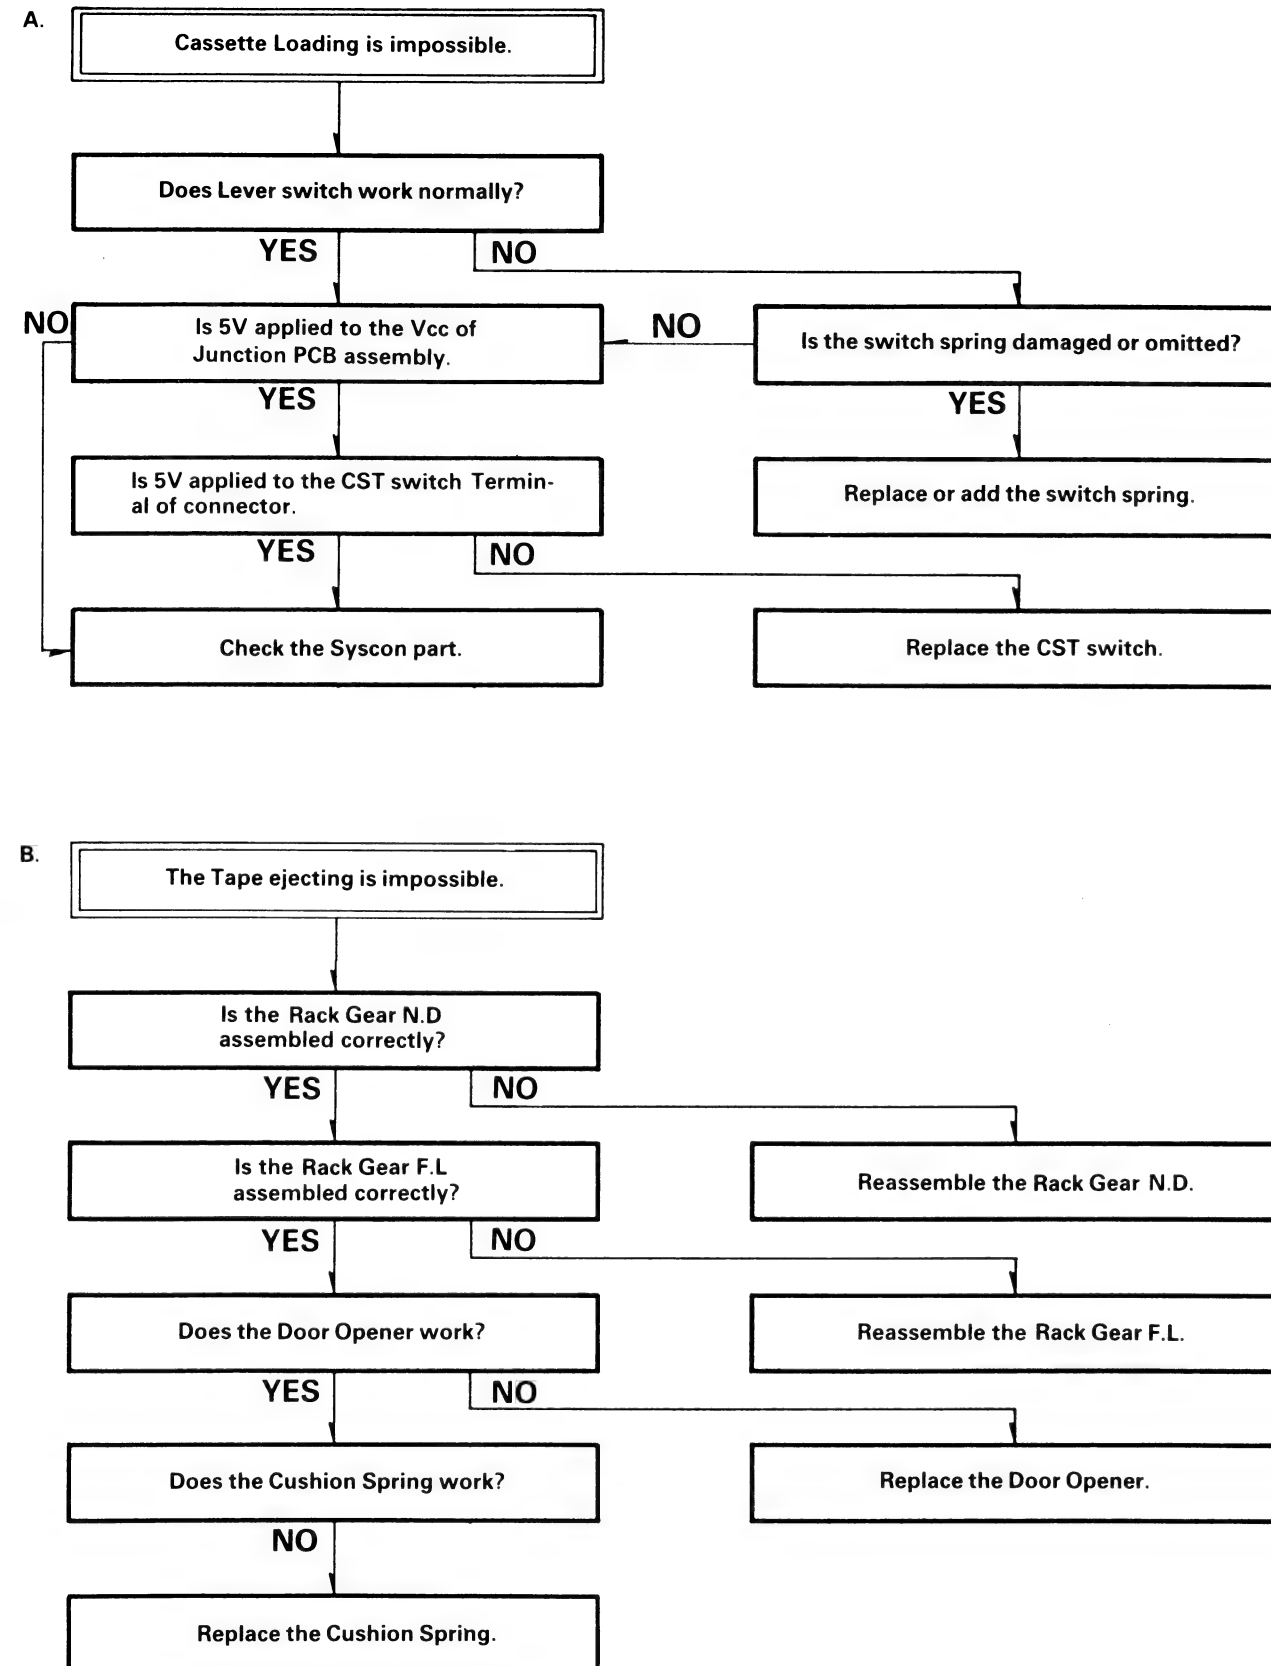 A.
Cassette Loading is impossible.
Does Lever switch work normally?
YES
NO
NO
Is 5V applied to the Vcc of
Junction PCB assembly.
NO
Is the switch spring damaged or omitted?
YES
YES
Is 5V applied to the CST switch Termin-
al of connector.
Replace or add the switch spring.
YES
NO
Check the Syscon part.
Replace the CST switch.
B.
The Tape ejecting is impossible.
Is the Rack Gear N.D
assembled correctly?
YES
NO
Is the Rack Gear F.L
assembled correctly?
Reassemble the Rack Gear N.D.
YES
NO
Does the Door Opener work?
Reassemble the Rack Gear F.L.
YES
NO
Does the Cushion Spring work?
Replace the Door Opener.
NO
Replace the Cushion Spring.